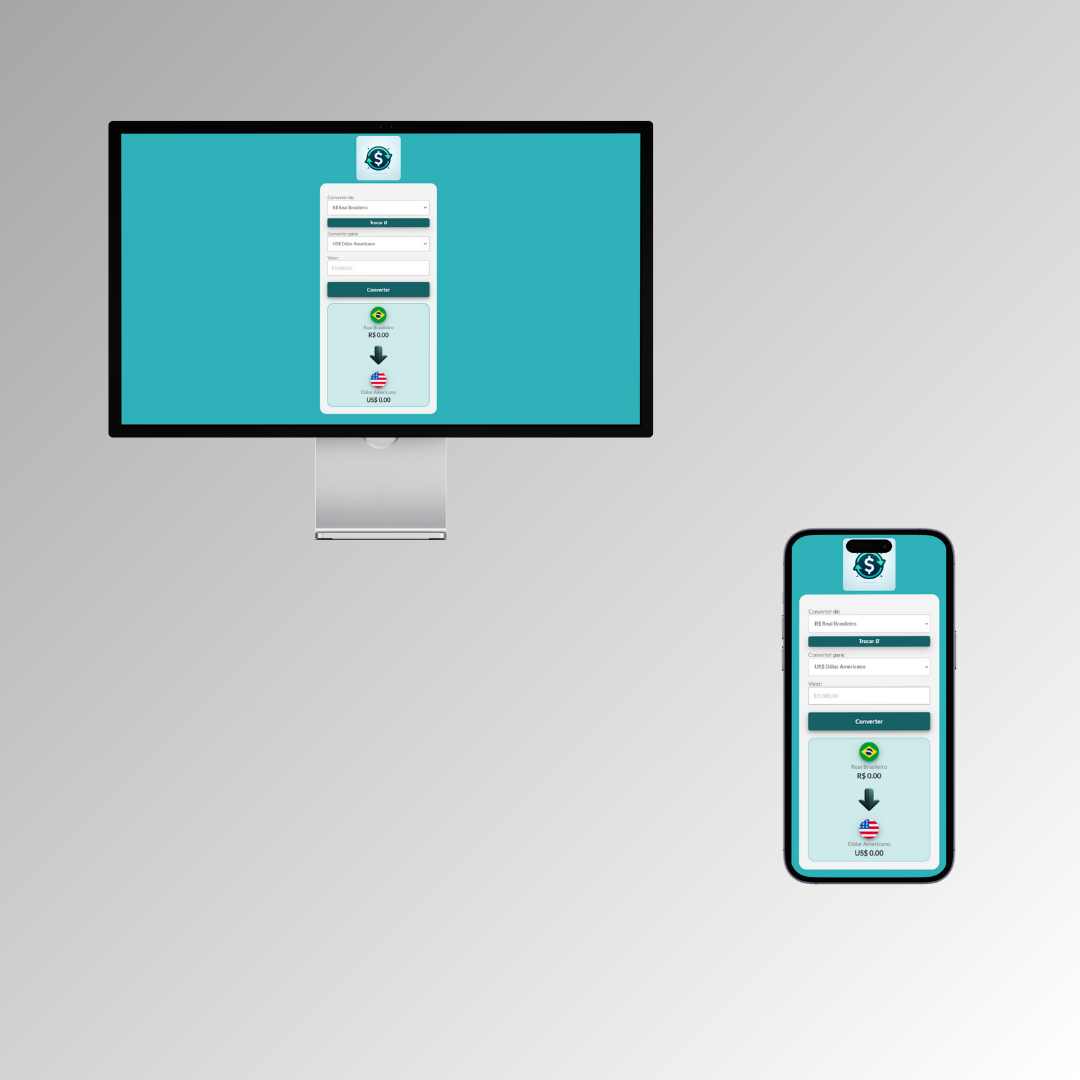 $
Converter de:
R$ Real Brasileiro
Trocar ⇵
Converter para:
US$ Dólar Americano
Valor:
$ 0.000,00
Converter
Real Brasileiro
R$ 0.00
Dólar Americano
US$ 0.00
$
Converter de:
R$ Real Brasileiro
Trocar ⇵
Converter para:
US$ Dólar Americano
Valor:
$ 0.000,00
Converter
Real Brasileiro
R$ 0.00
Dólar Americano
US$ 0.00